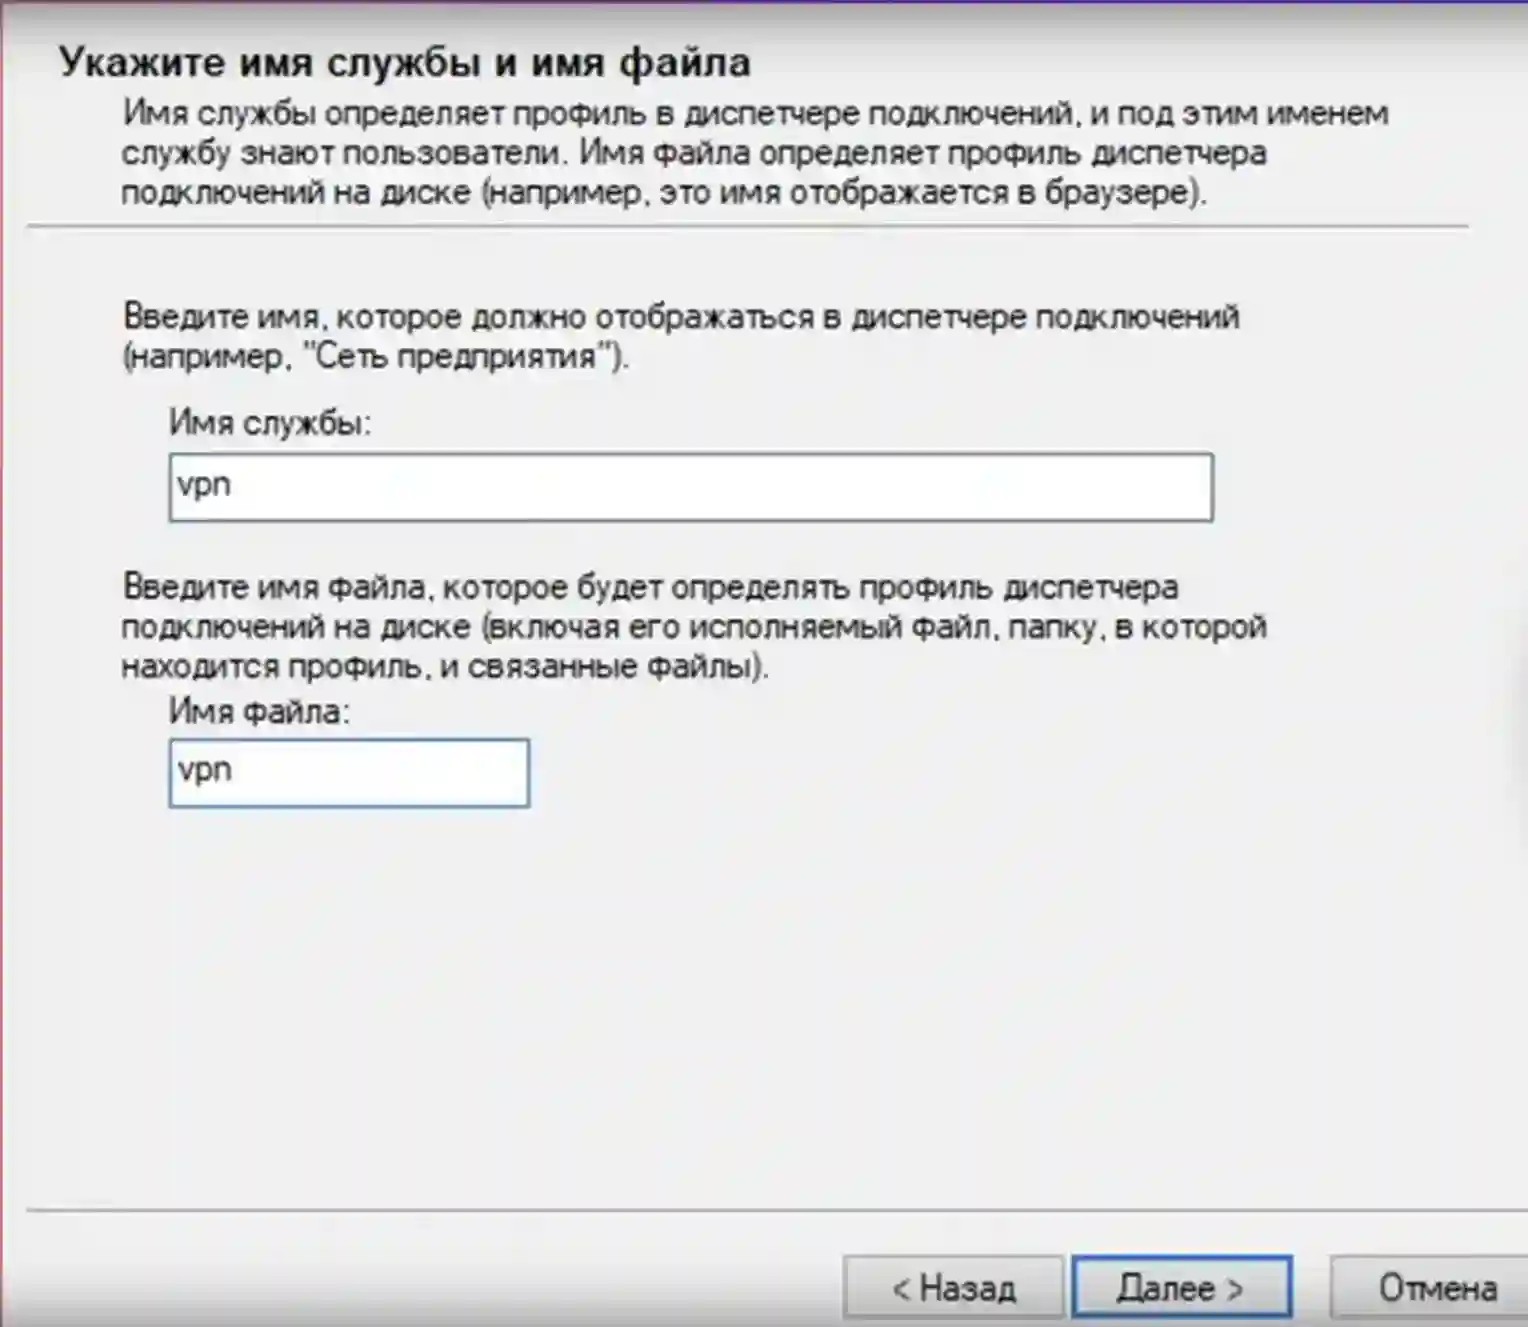 Укажите имя службы и имя файла
Имя службы определяет профиль в диспетчере подключений, и под этим именем
службу знают пользователи. Имя файла определяет профиль диспетчера
подключений на диске (например, это имя отображается в браузере).
Введите имя, которое должно отображаться в диспетчере подключений
(например, "Сеть предприятия").
Имя службы:
vpn
Введите имя файла, которое будет определять профиль диспетчера
подключений на диске (включая его исполняемый файл, папку, в которой
находится профиль, и связанные файлы).
Имя файла:
vpn
< Назад
Далее >
Отмена